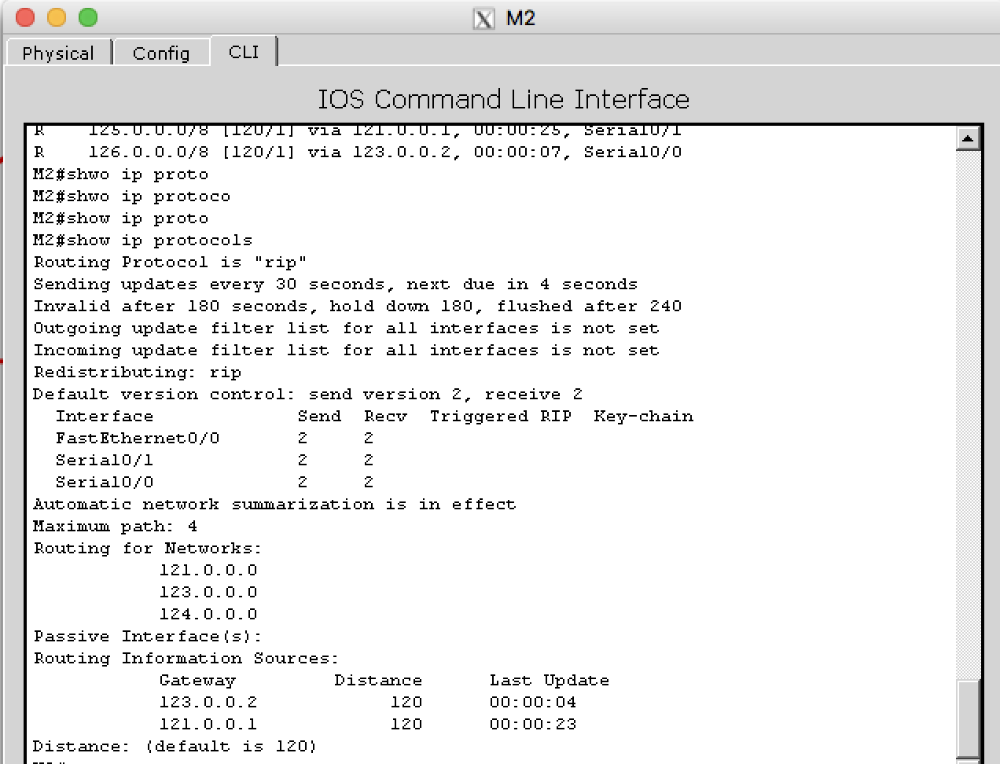 M2
Physical Config CLI
IOS Command Line Interface
R 125.0.0.0/8 [120/1] via 121.0.0.1, 00:00:25, Serial0/1
R 126.0.0.0/8 [120/1] via 123.0.0.2, 00:00:07, Serial0/0
M2#shwo ip proto
M2#shwo ip protoco
M2#show ip proto
M2#show ip protocols
Routing Protocol is "rip"
Sending updates every 30 seconds, next due in 4 seconds
Invalid after 180 seconds, hold down 180, flushed after 240
Outgoing update filter list for all interfaces is not set
Incoming update filter list for all interfaces is not set
Redistributing: rip
Default version control: send version 2, receive 2
Interface Send Recv Triggered RIP Key-chain
FastEthernet0/0 2 2
Serial0/1 2 2
Serial0/0 2 2
Automatic network summarization is in effect
Maximum path: 4
Routing for Networks:
121.0.0.0
123.0.0.0
124.0.0.0
Passive Interface(s):
Routing Information Sources:
Gateway Distance Last Update
123.0.0.2 120 00:00:04
121.0.0.1 120 00:00:23
Distance: (default is 120)